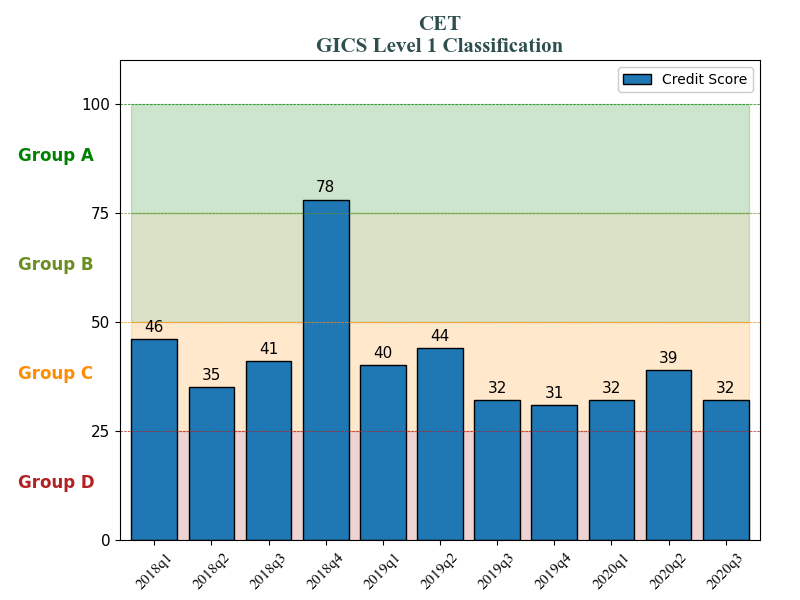 CET
GICS Level 1 Classification
Credit Score
100
Group A
78
75
Group B
50
46
35
41
40
44
32
31
32
39
32
Group C
25
Group D
0
2018q1
2018q2
2018q3
2018q4
2019q1
2019q2
2019q3
2019q4
2020q1
2020q2
2020q3